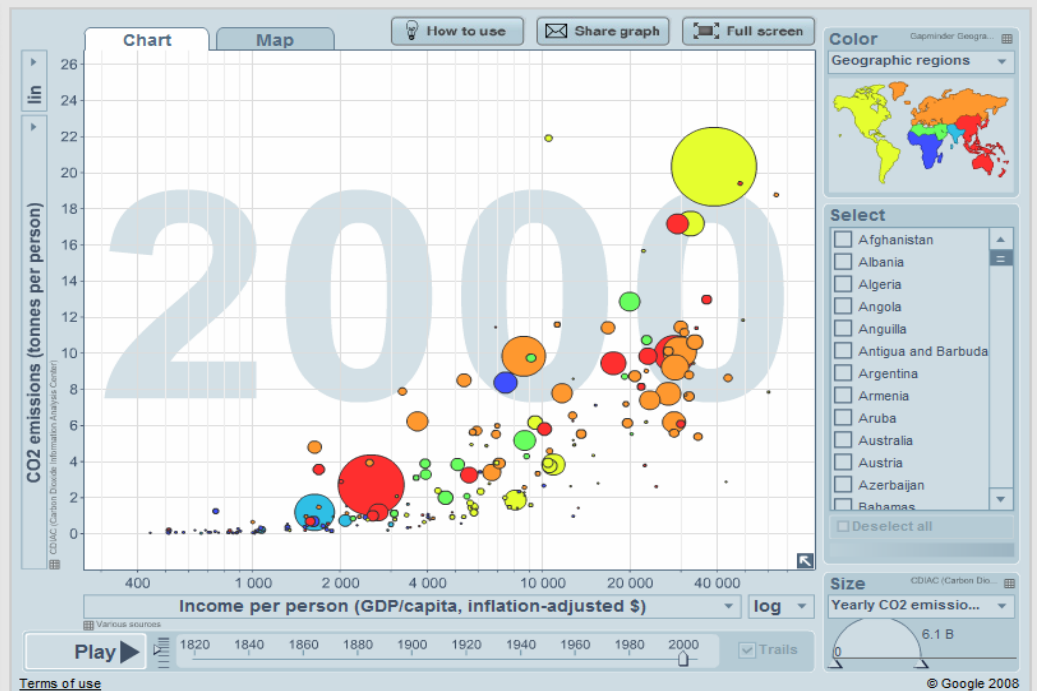 Chart
Map
How to use
Share graph
Full screen
Color
Gapminder Geogra...
Geographic regions
lin
CO2 emissions (tonnes per person)
CDIAC (Carbon Dioxide Information Analysis Center)
26
24
22
20
18
16
14
12
10
8
6
4
2
0
2000
400
1 000
2 000
4 000
10 000
20 000
40 000
Income per person (GDP/capita, inflation-adjusted $)
log
Various sources
Select
Afghanistan
Albania
Algeria
Angola
Anguilla
Antigua and Barbuda
Argentina
Armenia
Aruba
Australia
Austria
Azerbaijan
Bahamas
Deselect all
Size
CDIAC (Carbon Dio...
Yearly CO2 emissio...
6.1 B
0
Play
1820 1840 1860 1880 1900 1920 1940 1960 1980 2000
Trails
Terms of use
© Google 2008